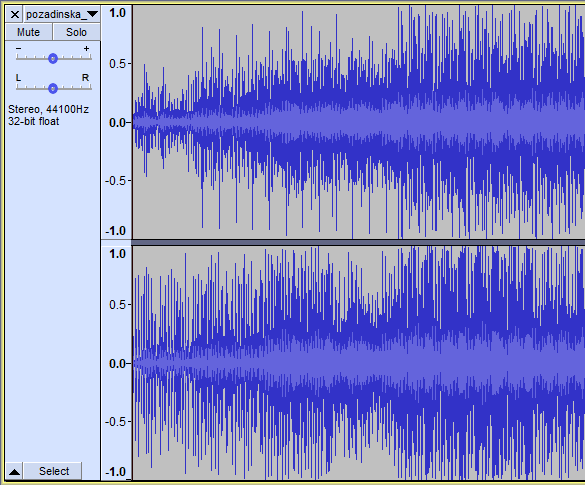 pozadinska_
Mute Solo
- +
L R
Stereo, 44100Hz
32-bit float
Select
1.0
0.5
0.0
-0.5
-1.0
1.0
0.5
0.0
-0.5
-1.0